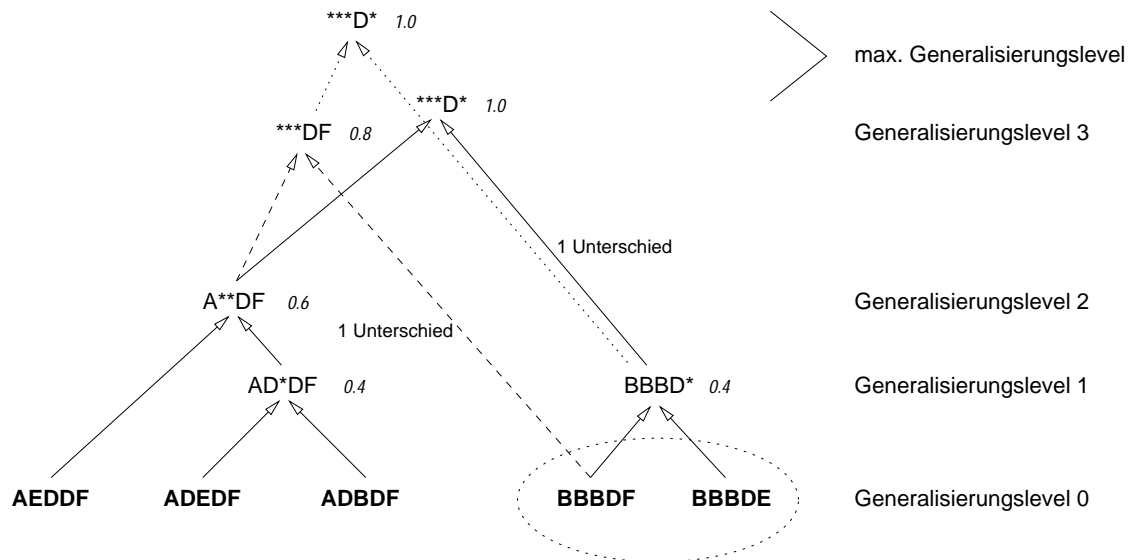 ***D* 1.0
max. Generalisierungslevel
***D* 1.0
***DF 0.8
Generalisierungslevel 3
1 Unterschied
A**DF 0.6
Generalisierungslevel 2
1 Unterschied
AD*DF 0.4
BBBD* 0.4
Generalisierungslevel 1
AEDDF ADEDF ADBDF BBBDF BBBDE Generalisierungslevel 0